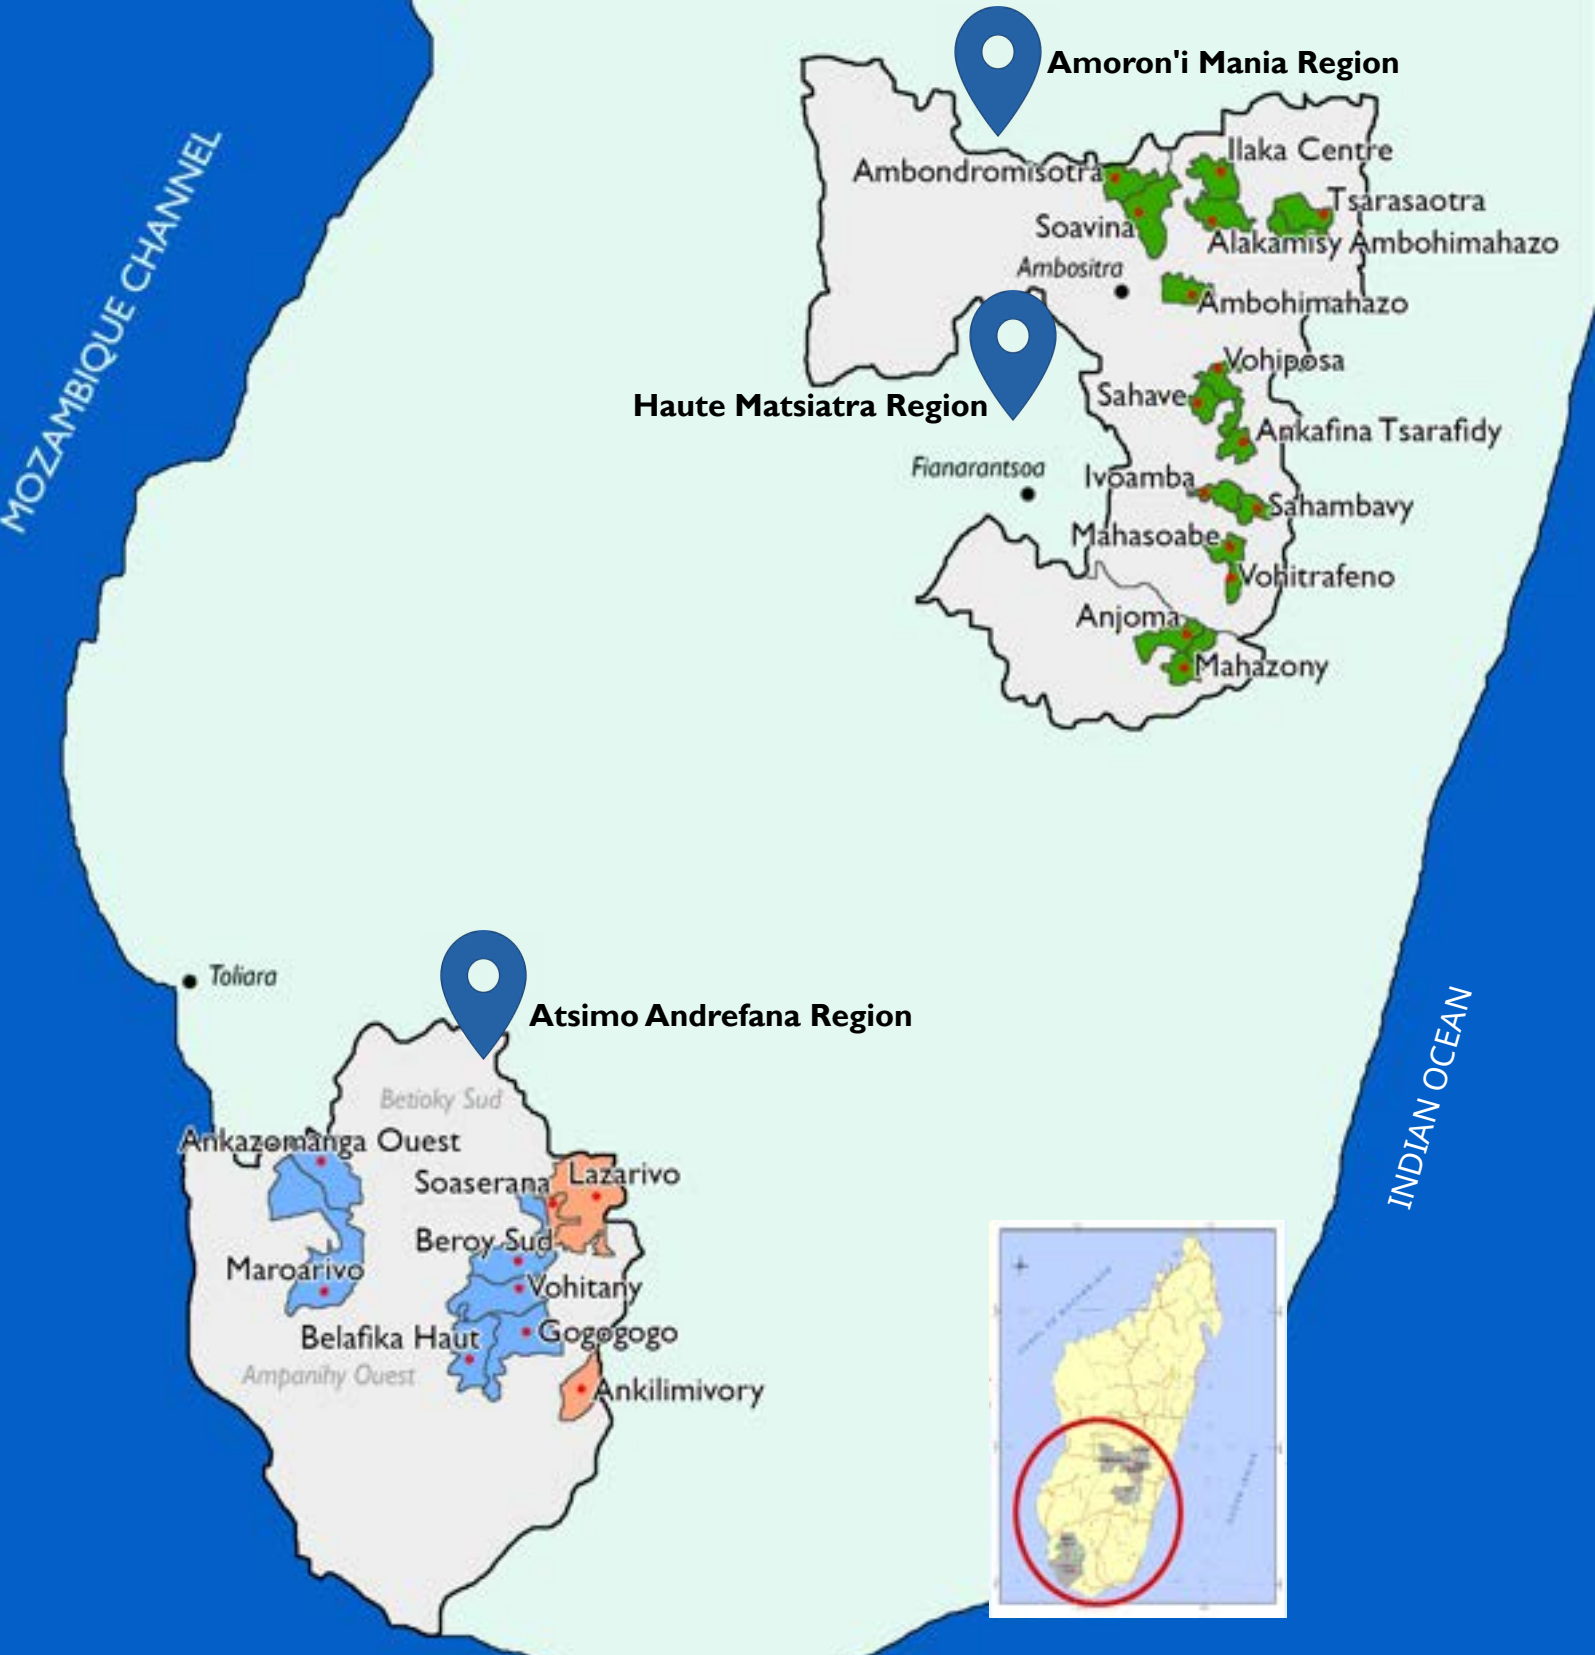 Amoron'i Mania Region
Ilaka Centre
Ambondromisotra
Tsarasaotra
Soavina
Alakamisy Ambohimahazo
Ambositra
Ambohimahazo
MOZAMBIQUE CHANNEL
Vohiposa
Sahave
Haute Matsiatra Region
Ankafina Tsarafidy
Fianarantsoa
Ivoamba
Sahambavy
Mahasoabe
Vohitrafeno
Anjoma
Mahazony
Toliara
Atsimo Andrefana Region
INDIAN OCEAN
Betioky Sud
Ankazomanga Ouest
Lazarivo
Soaserana
Beroy Sud
Maroarivo
Vohitany
Gogogogo
Belafika Haut
Ampanihy Ouest
Ankilimivory